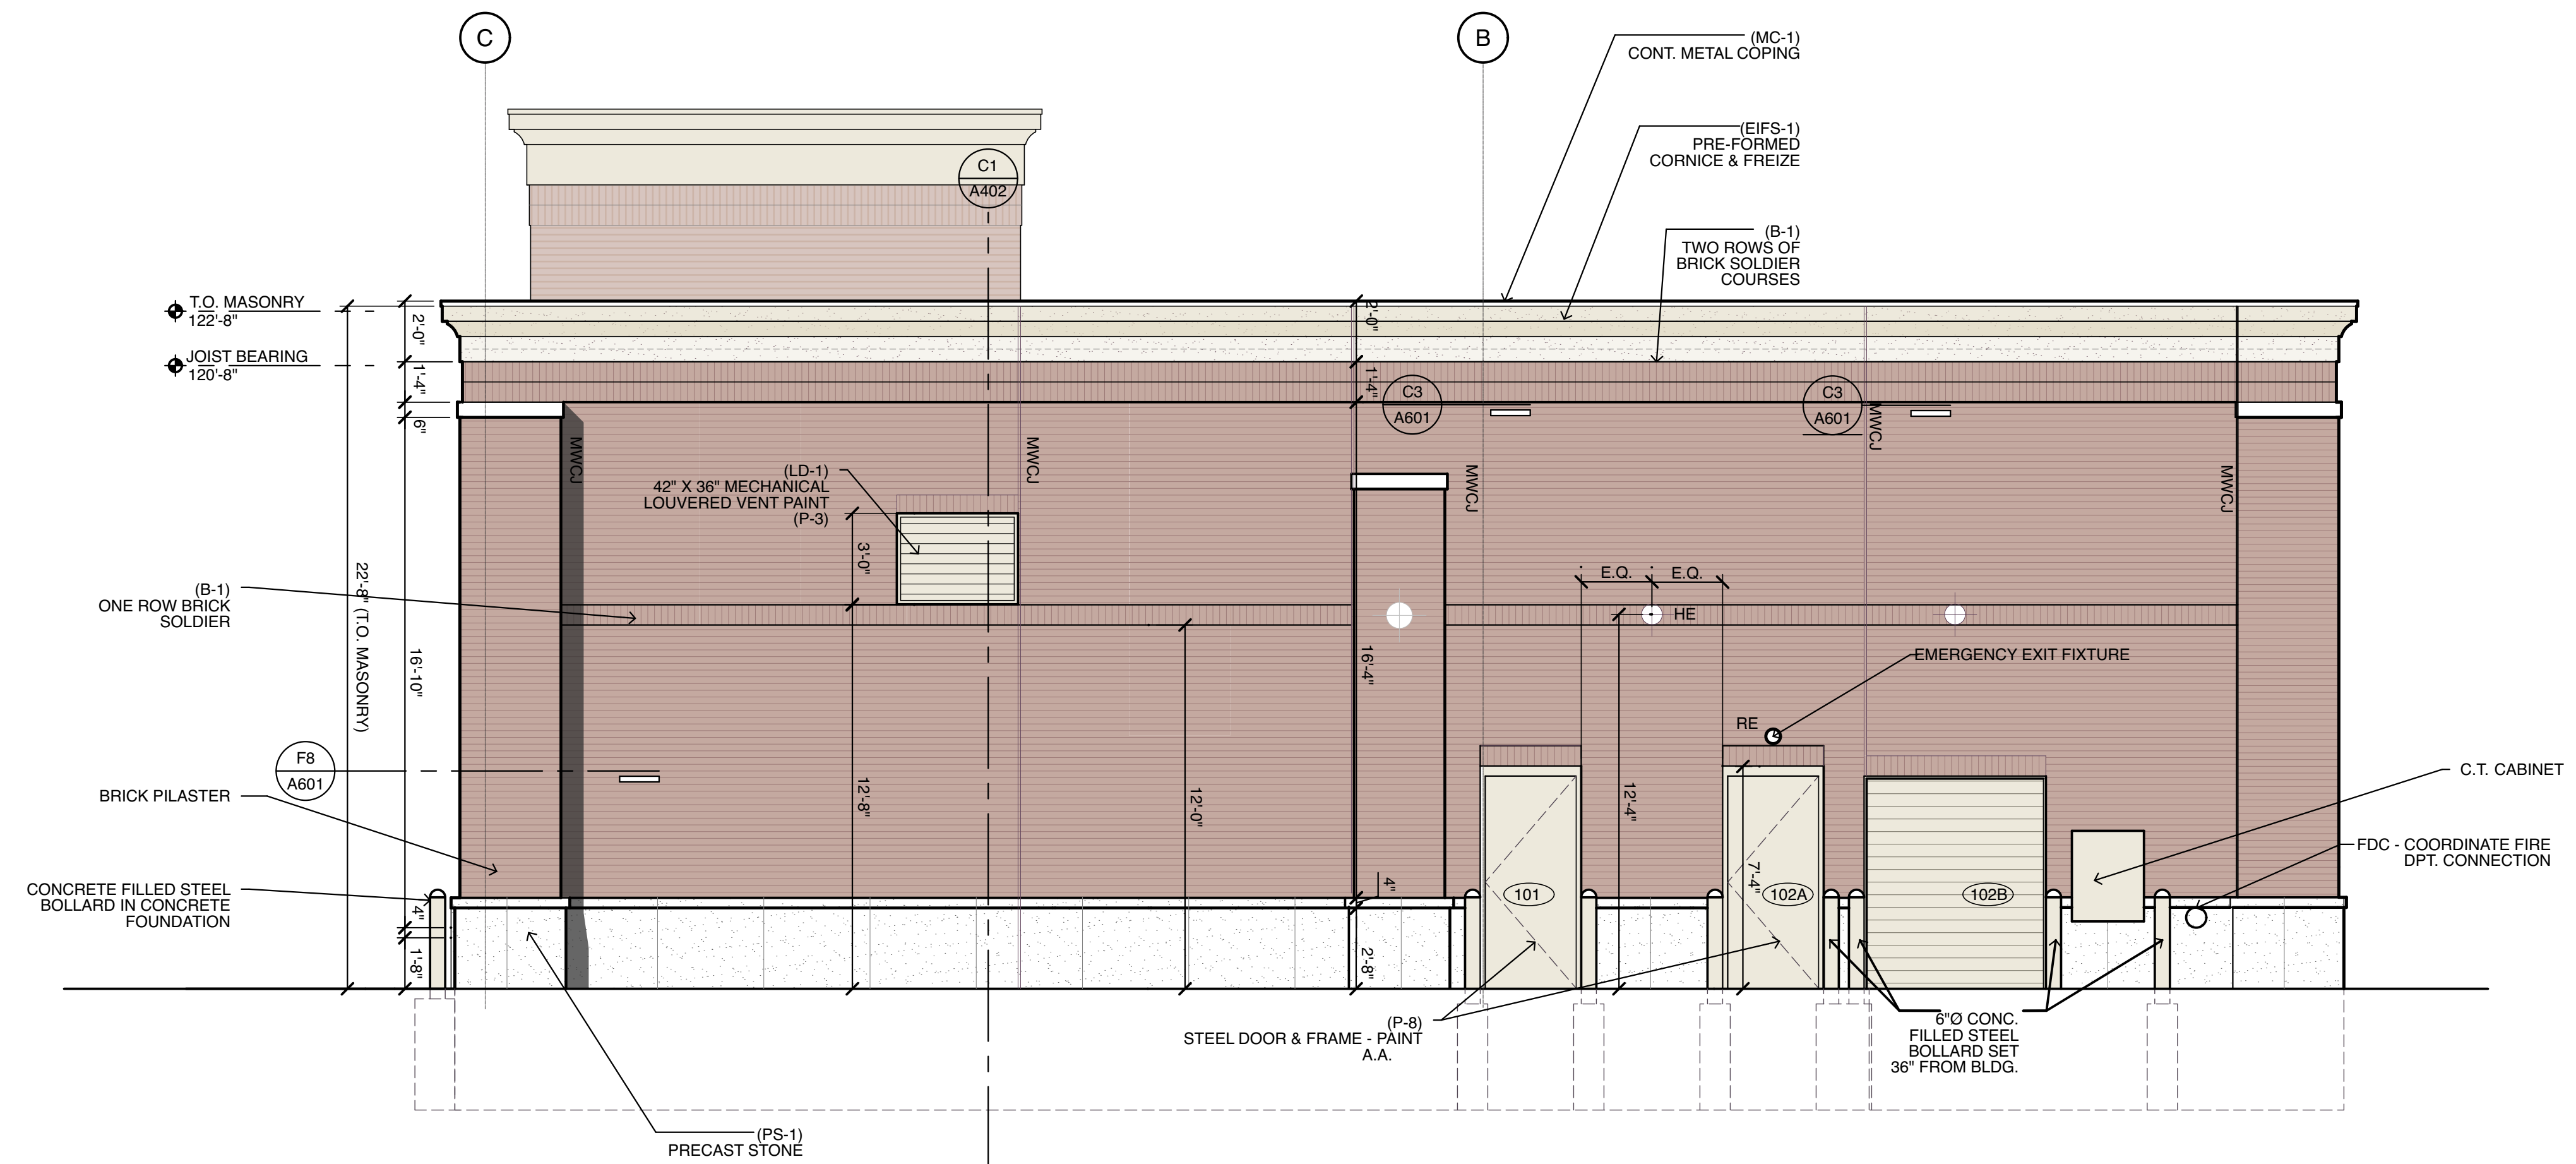 C
B
(MC-1)
CONT. METAL COPING
(EIFS-1)
PRE-FORMED
CORNICE & FREIZE
C1
A402
(B-1)
TWO ROWS OF
BRICK SOLDIER
COURSES
T.O. MASONRY
122'-8"
JOIST BEARING
120'-8"
2'-0"
1'-4"
6"
2'-0"
1'-4"
C3
A601
C3
A601
MWCJ
MWCJ
MWCJ
MWCJ
MWCJ
(LD-1)
42" X 36" MECHANICAL
LOUVERED VENT PAINT
(P-3)
3'-0"
(B-1)
ONE ROW BRICK
SOLDIER
22'-8" (T.O. MASONRY)
16'-10"
16'-4"
E.Q.
E.Q.
HE
EMERGENCY EXIT FIXTURE
RE
F8
A601
BRICK PILASTER
12'-8"
12'-0"
12'-4"
7'-4"
C.T. CABINET
FDC - COORDINATE FIRE
DPT. CONNECTION
CONCRETE FILLED STEEL
BOLLARD IN CONCRETE
FOUNDATION
4"
1'-8"
4"
2'-8"
101
102A
102B
(P-8)
STEEL DOOR & FRAME - PAINT
A.A.
6"Ø CONC.
FILLED STEEL
BOLLARD SET
36" FROM BLDG.
(PS-1)
PRECAST STONE